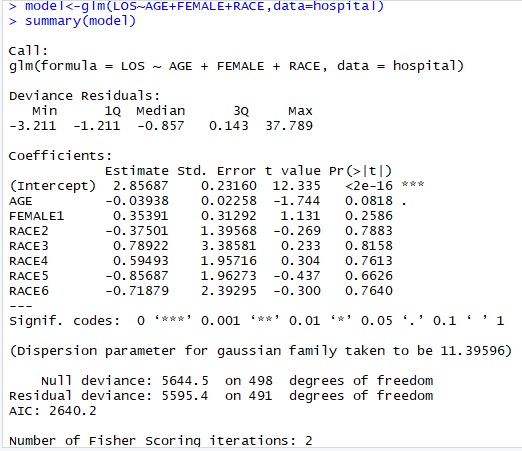 > model<-glm(LOS~AGE+FEMALE+RACE,data=hospital)
> summary(model)
Call:
glm(formula = LOS ~ AGE + FEMALE + RACE, data = hospital)
Deviance Residuals:
    Min      1Q  Median      3Q     Max
-3.211  -1.211  -0.857   0.143  37.789
Coefficients:
            Estimate Std. Error t value Pr(>|t|)
(Intercept)  2.85687    0.23160  12.335   <2e-16 ***
AGE         -0.03938    0.02258  -1.744   0.0818 .
FEMALE1      0.35391    0.31292   1.131   0.2586
RACE2       -0.37501    1.39568  -0.269   0.7883
RACE3        0.78922    3.38581   0.233   0.8158
RACE4        0.59493    1.95716   0.304   0.7613
RACE5       -0.85687    1.96273  -0.437   0.6626
RACE6       -0.71879    2.39295  -0.300   0.7640
---
Signif. codes:  0 ‘***’ 0.001 ‘**’ 0.01 ‘*’ 0.05 ‘.’ 0.1 ‘ ’ 1
(Dispersion parameter for gaussian family taken to be 11.39596)
    Null deviance: 5644.5  on 498  degrees of freedom
Residual deviance: 5595.4  on 491  degrees of freedom
AIC: 2640.2
Number of Fisher Scoring iterations: 2